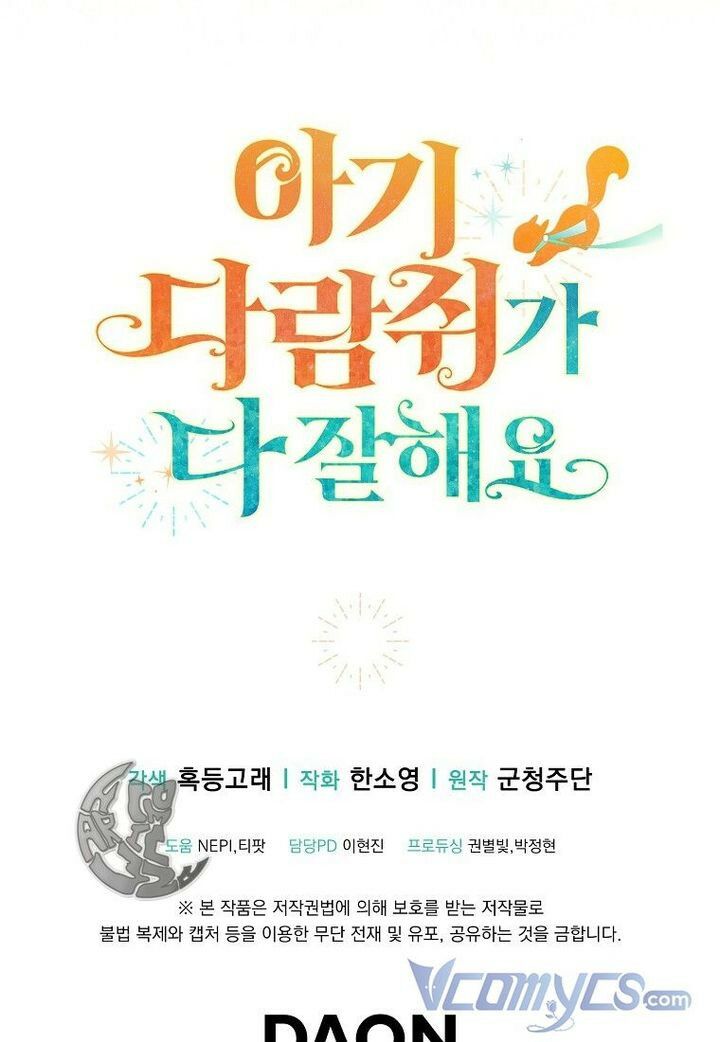 아기
다람쥐가
다 잘해요
각색 혹등고래 | 작화 한소영 | 원작 군청주단
도움 NEPI,티팟 담당PD 이현진 프로듀싱 권별빛,박정현
※ 본 작품은 저작권법에 의해 보호를 받는 저작물로
불법 복제와 캡처 등을 이용한 무단 전재 및 유포, 공유하는 것을 금합니다.
VCOMYCS.com
DAON